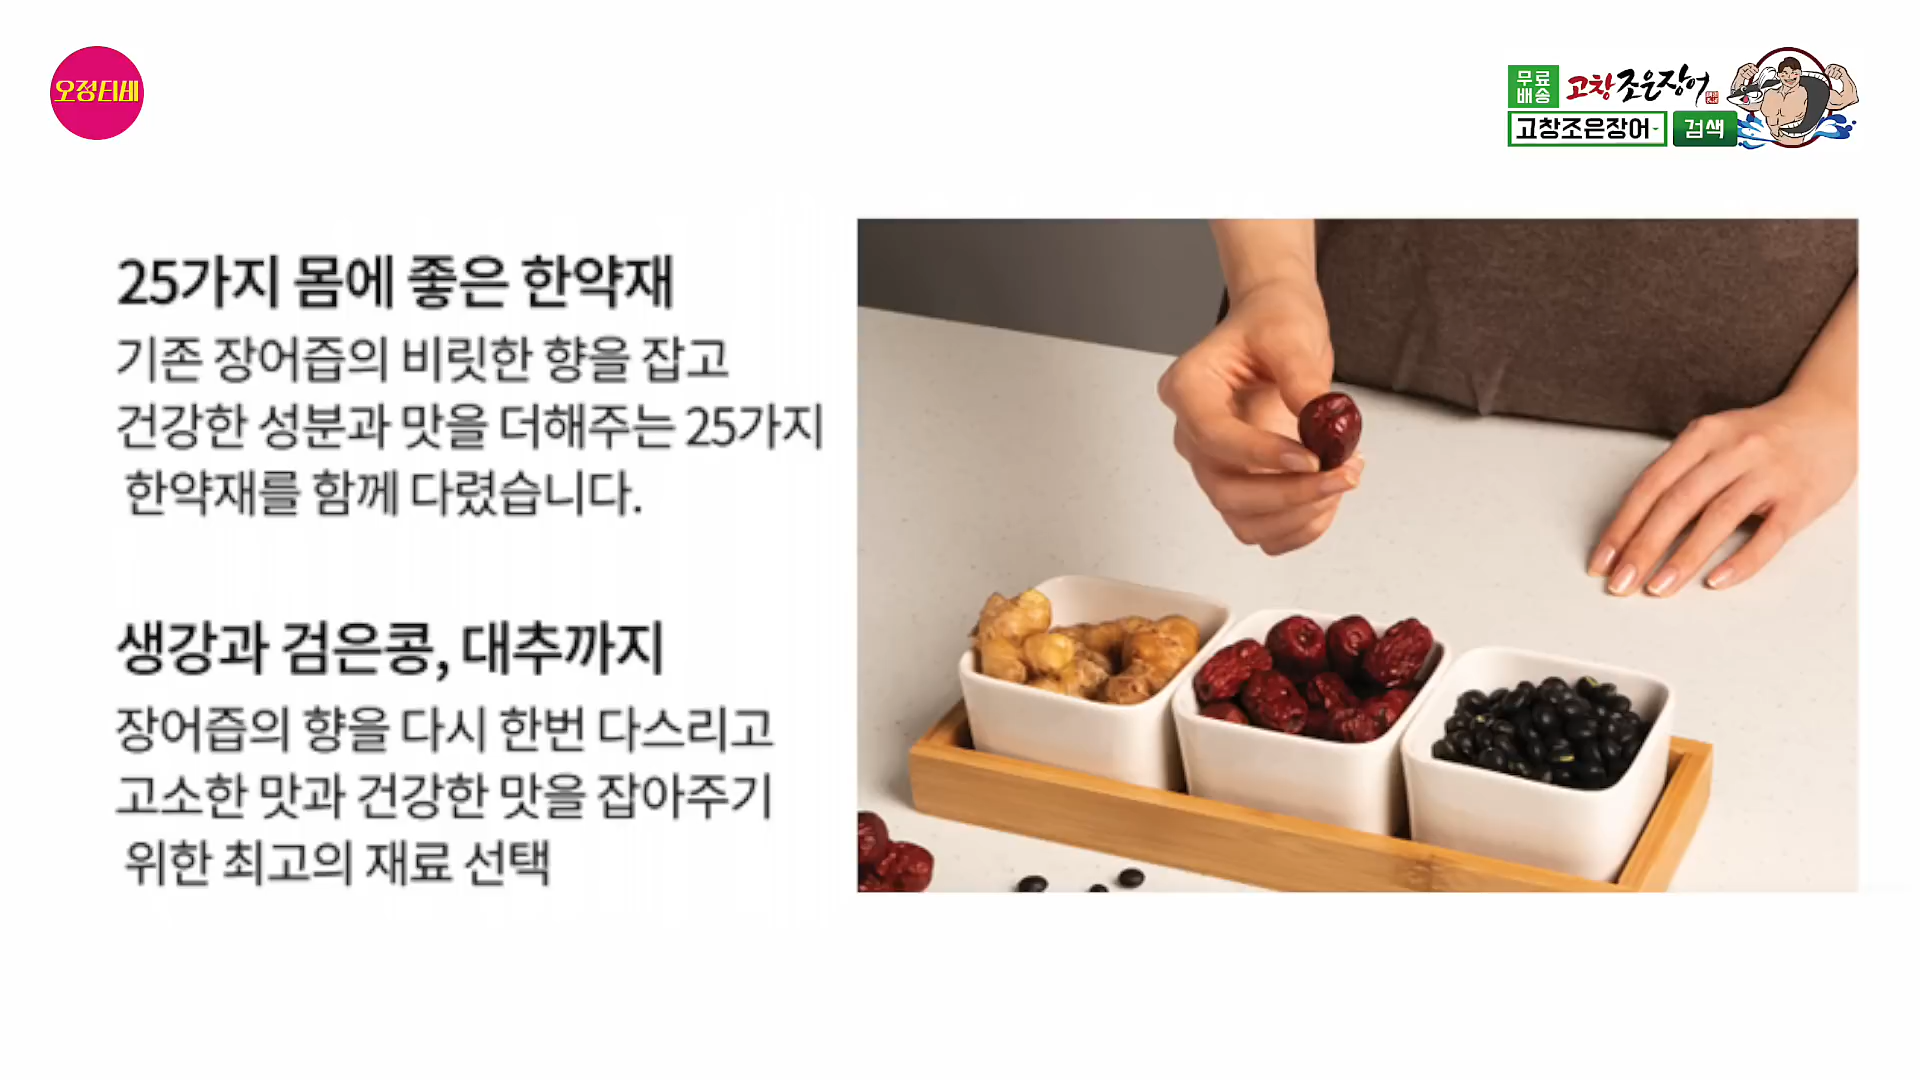 오정티비
무료
배송
고창조은장어
고창조은장어
검색
25가지 몸에 좋은 한약재
기존 장어즙의 비릿한 향을 잡고
건강한 성분과 맛을 더해주는 25가지
한약재를 함께 다렸습니다.
생강과 검은콩, 대추까지
장어즙의 향을 다시 한번 다스리고
고소한 맛과 건강한 맛을 잡아주기
위한 최고의 재료 선택